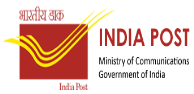 भारतीय डाक
India Post
INDIA POST
Ministry of Communications
Government of India